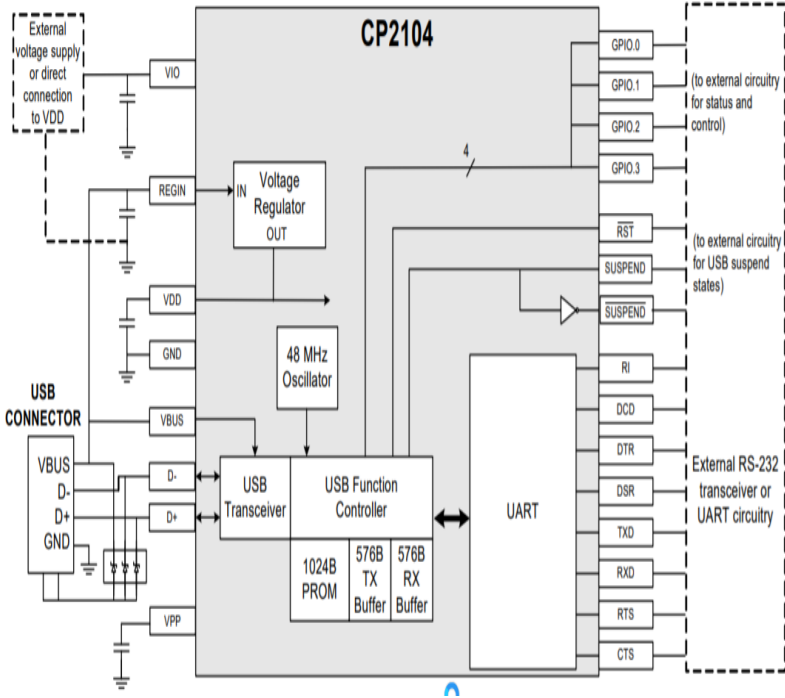 CP2104
External
voltage supply
or direct
connection
to VDD
VIO
REGIN
VDD
GND
VBUS
D-
D+
VPP
USB
CONNECTOR
VBUS
D-
D+
GND
IN
Voltage
Regulator
OUT
48 MHz
Oscillator
USB
Transceiver
USB Function
Controller
1024B
PROM
576B
TX
Buffer
576B
RX
Buffer
UART
4
GPIO.0
GPIO.1
GPIO.2
GPIO.3
RST
SUSPEND
SUSPEND
RI
DCD
DTR
DSR
TXD
RXD
RTS
CTS
(to external circuitry
for status and
control)
(to external circuitry
for USB suspend
states)
External RS-232
transceiver or
UART circuitry